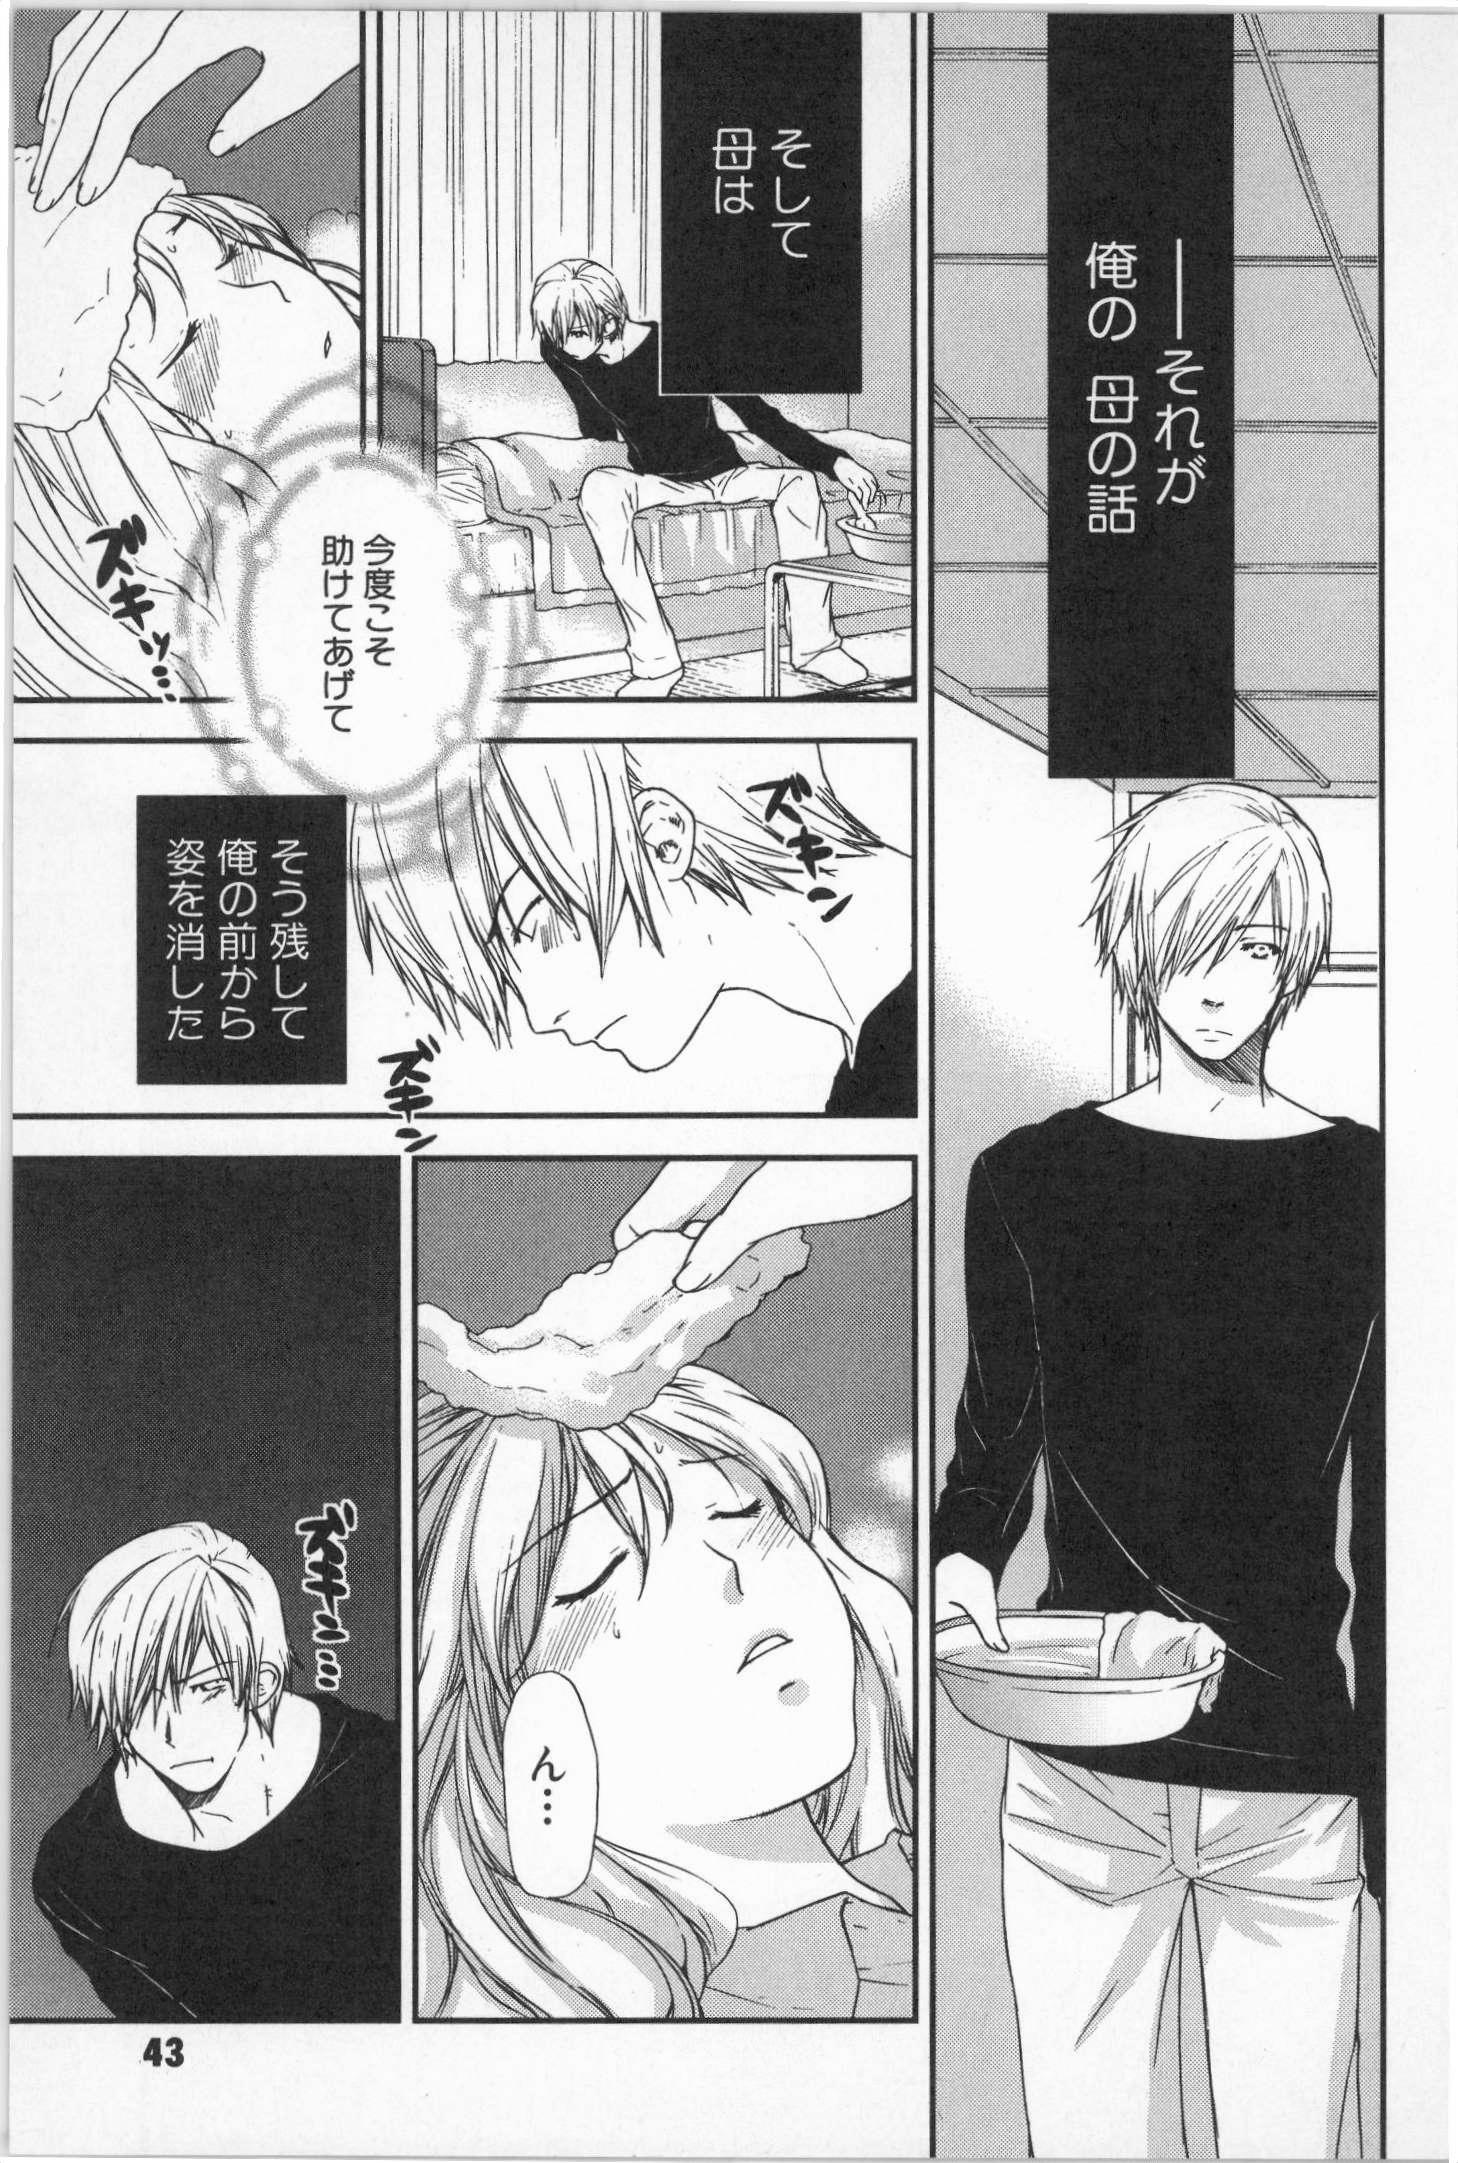 ――それが
俺の 母の話
そして
母は
今度こそ
助けてあげて
ズキッ…
ズキン
そう残して
俺の前から
姿を消した
ズキン
ん…
ズキン…
43